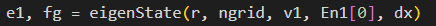 e1, fg = eigenState(r, ngrid, v1, En1[0], dx)